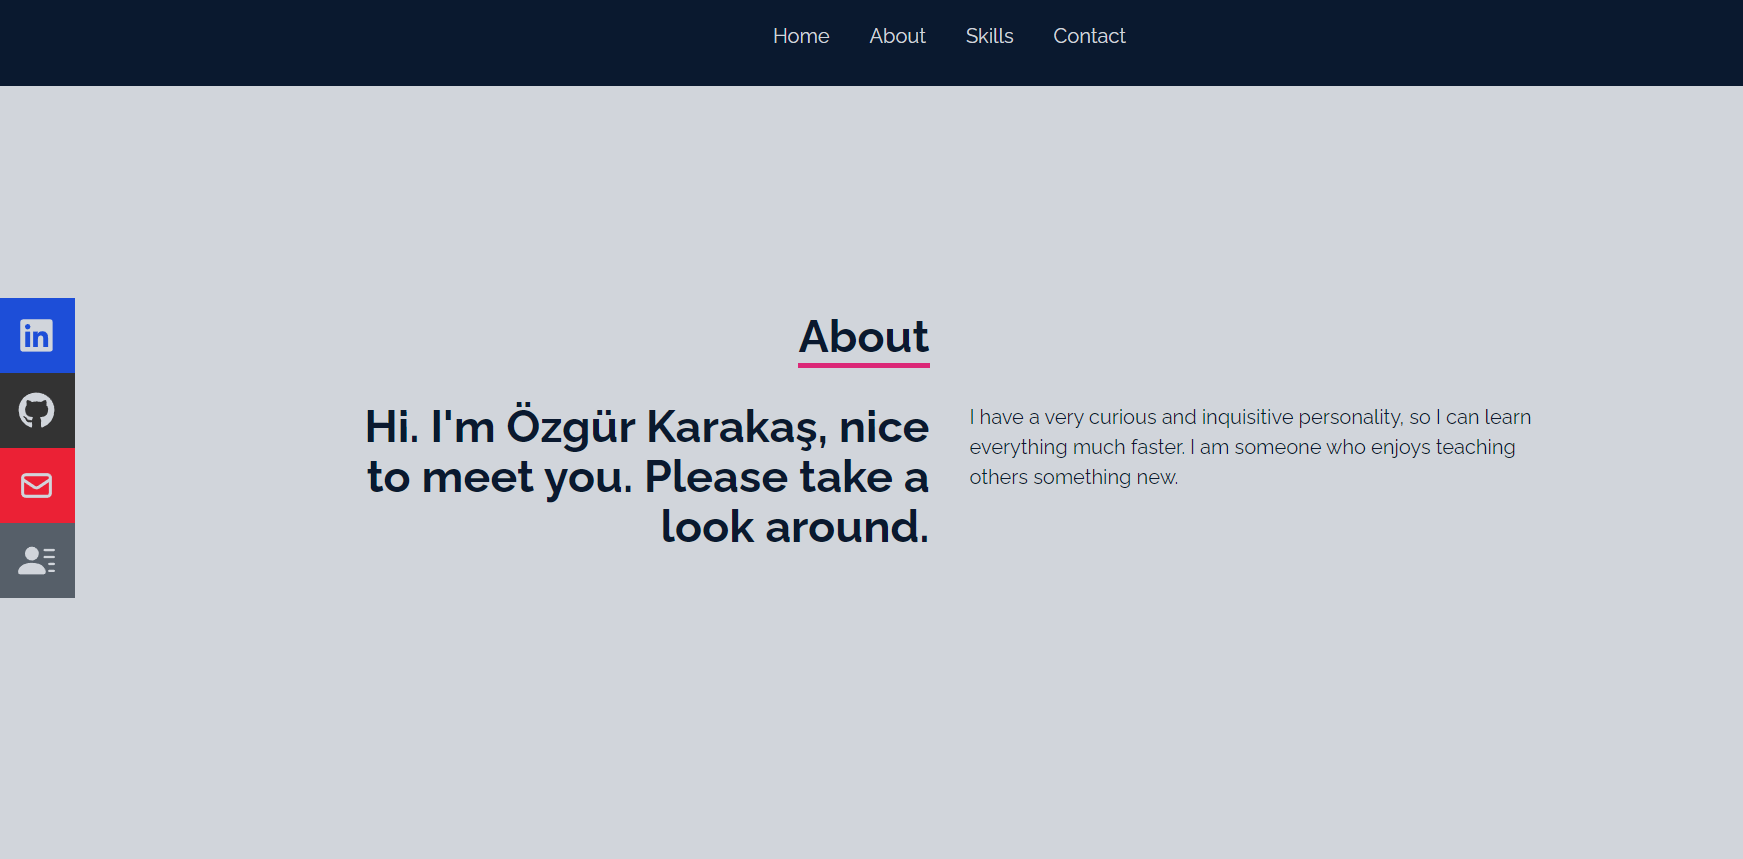 Home About Skills Contact
About
Hi. I'm Özgür Karakaş, nice
to meet you. Please take a
look around.
I have a very curious and inquisitive personality, so I can learn
everything much faster. I am someone who enjoys teaching
others something new.
in